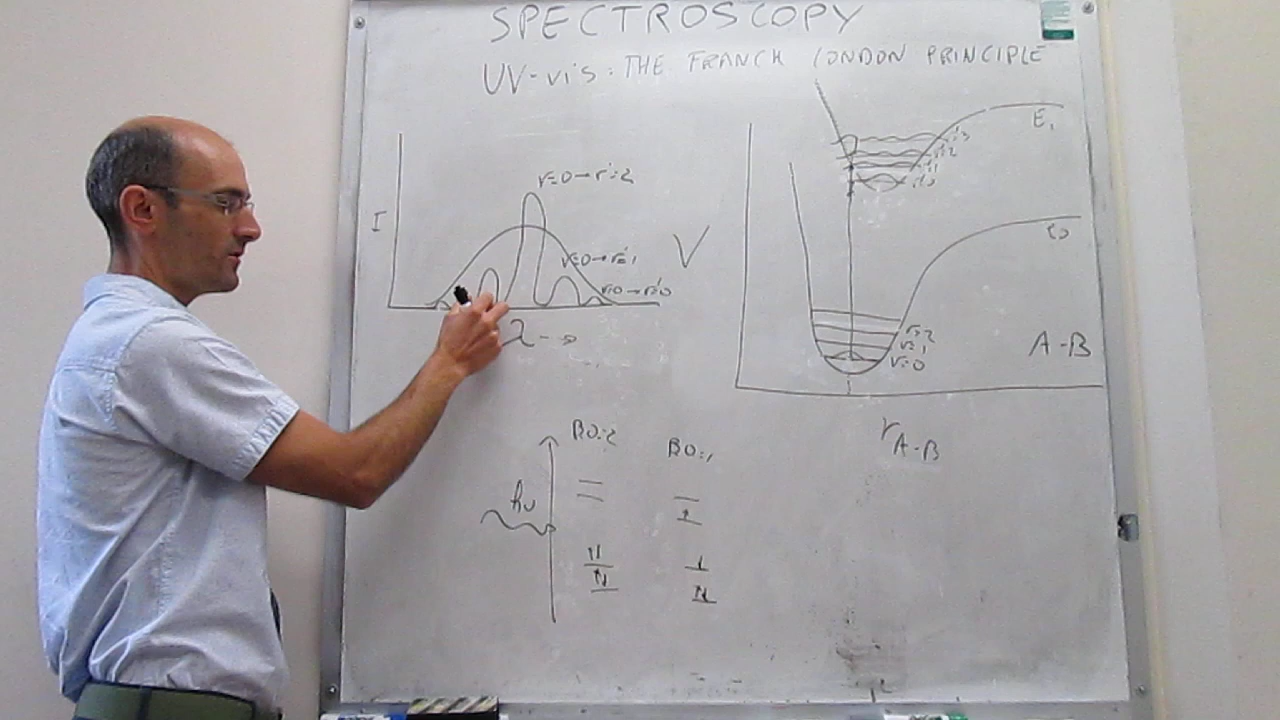 SPECTROSCOPY
UV-vis: THE FRANCK CONDON PRINCIPLE
I
v=0→v'=2
v=0→v'=1
v=0→v'=0
λ→
V
E₁
v'=3
v'=2
v'=1
v'=0
E₀
v=2
v=1
v=0
A-B
r A-B
hν
BO=2
BO=1